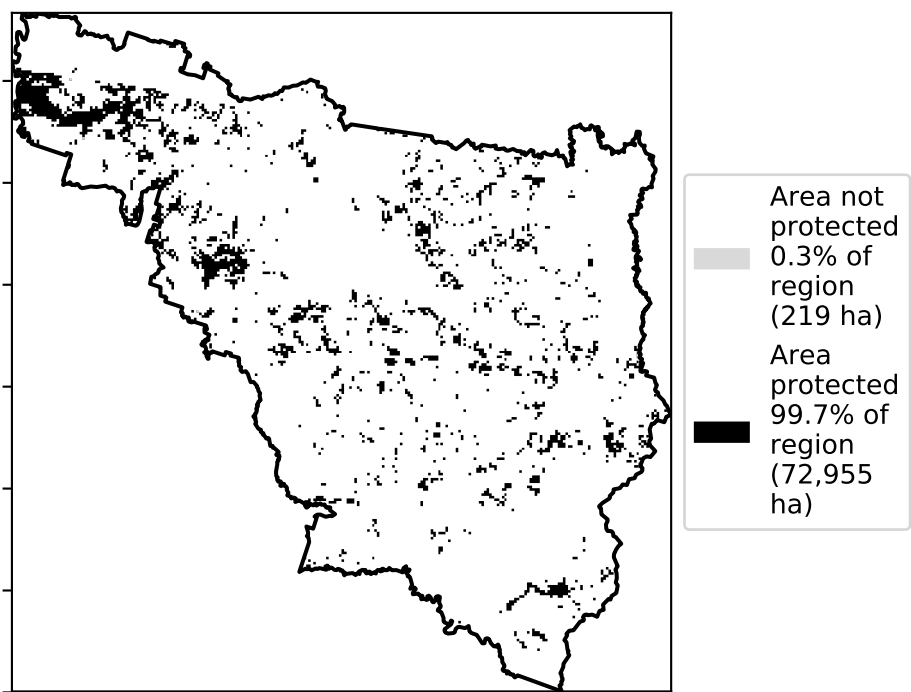 Area not
protected
0.3% of
region
(219 ha)
Area
protected
99.7% of
region
(72,955
ha)